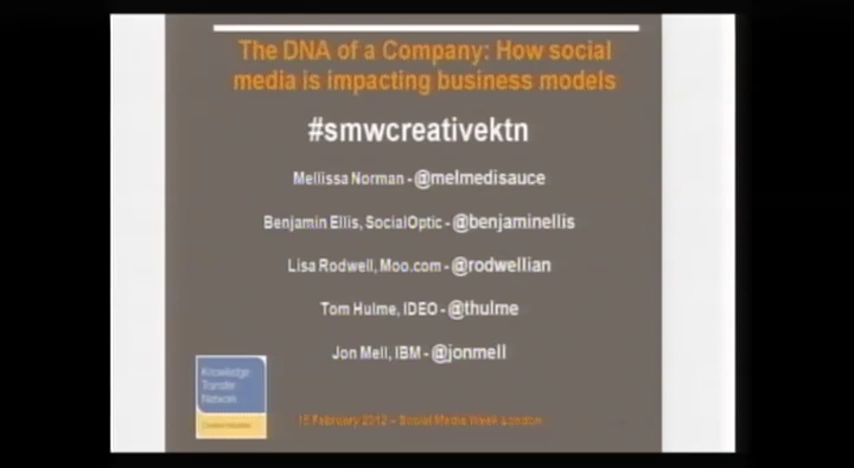 The DNA of a Company: How social
media is impacting business models
#smwcreativektn
Mellissa Norman - @melmedisauce
Benjamin Ellis, SocialOptic - @benjaminellis
Lisa Rodwell, Moo.com - @rodwellian
Tom Hulme, IDEO - @thulme
Jon Mell, IBM - @jonmell
Knowledge
Transfer
Network
February 2012 – Social Media Week London